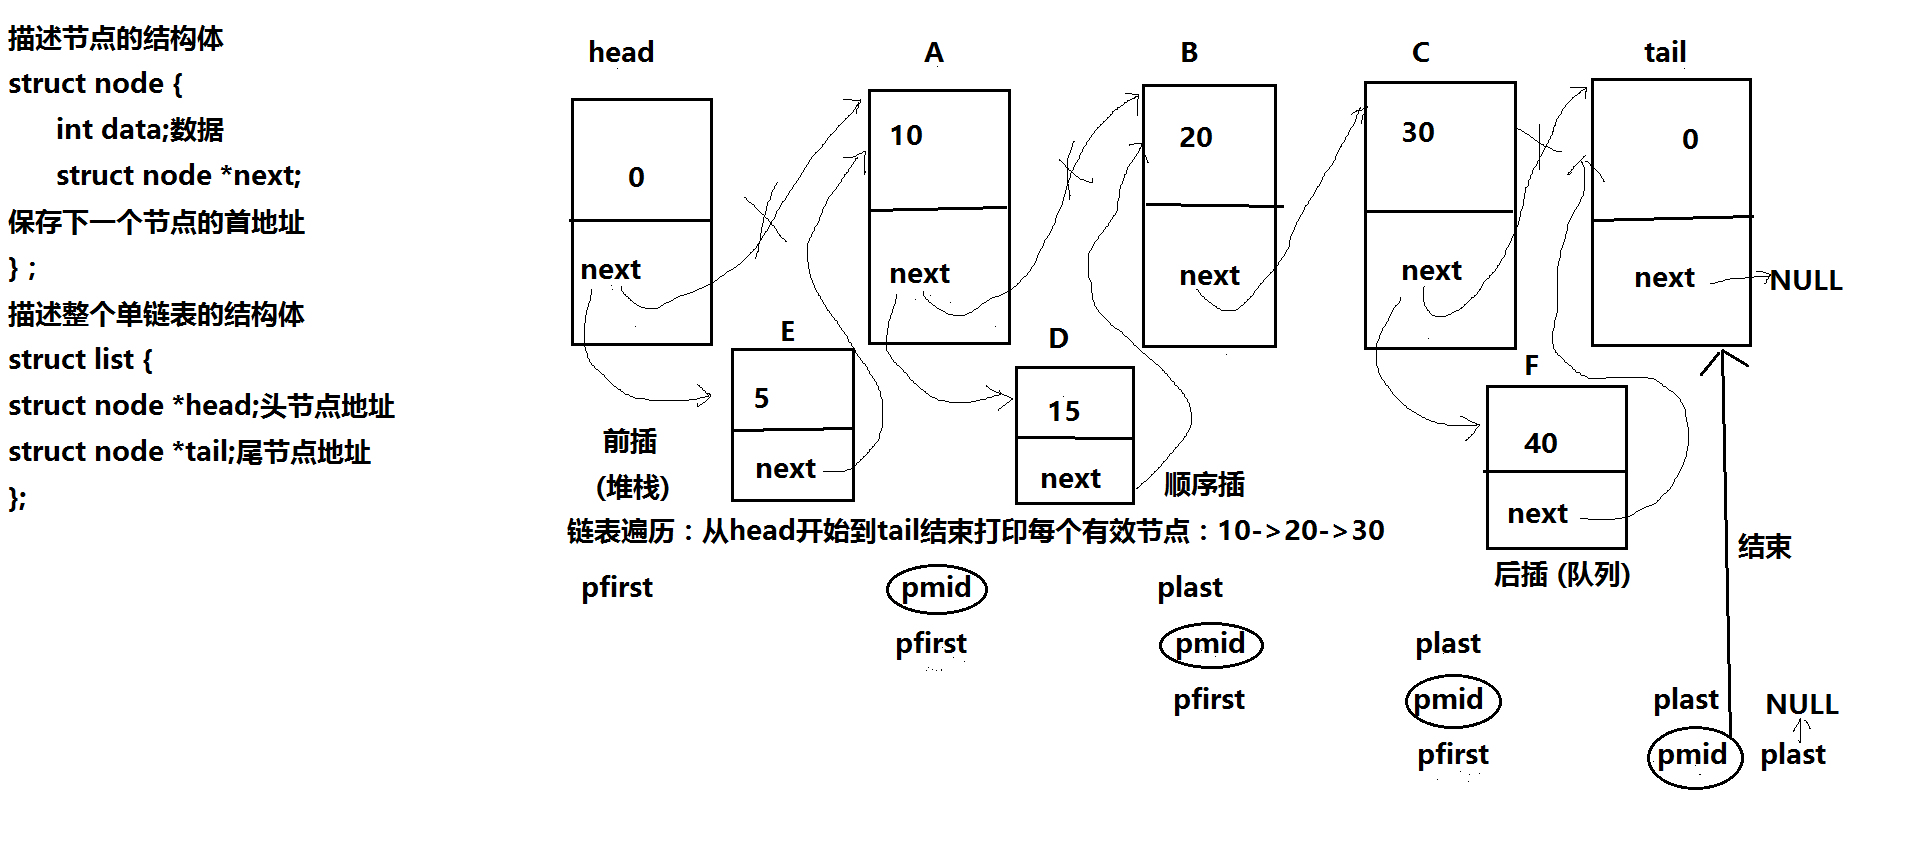 描述节点的结构体
struct node {
int data;数据
struct node *next;
保存下一个节点的首地址
} ;
描述整个单链表的结构体
struct list {
struct node *head;头节点地址
struct node *tail;尾节点地址
};
head
A
B
C
tail
0
10
20
30
0
next
next
next
next
next
NULL
E
D
F
5
15
40
next
next
next
前插
(堆栈)
顺序插
后插 (队列)
链表遍历：从head开始到tail结束打印每个有效节点：10->20->30
结束
pfirst
pmid
plast
pfirst
pmid
plast
pfirst
pmid
plast
NULL
pfirst
pmid
plast